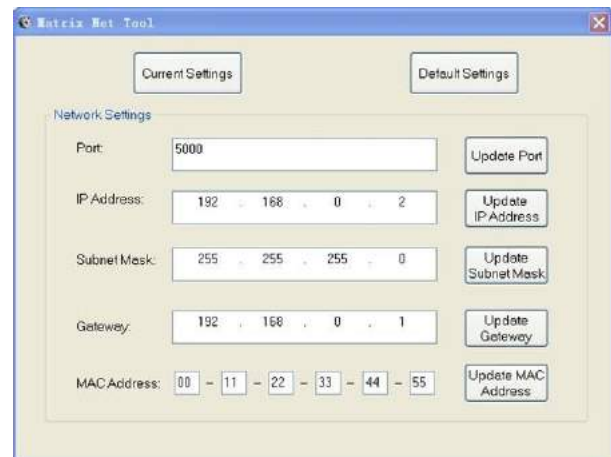 Matrix Net Tool
Current Settings
Default Settings
Network Settings
Port: 5000 Update Port
IP Address: 192 . 168 . 0 . 2 Update IP Address
Subnet Mask: 255 . 255 . 255 . 0 Update Subnet Mask
Gateway: 192 . 168 . 0 . 1 Update Gateway
MAC Address: 00 - 11 - 22 - 33 - 44 - 55 Update MAC Address